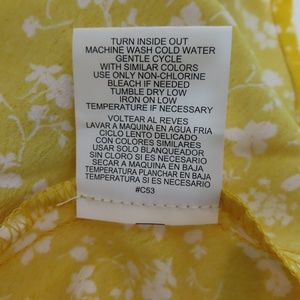 TURN INSIDE OUT
MACHINE WASH COLD WATER
GENTLE CYCLE
WITH SIMILAR COLORS
USE ONLY NON-CHLORINE
BLEACH IF NEEDED
TUMBLE DRY LOW
IRON ON LOW
TEMPERATURE IF NECESSARY
VOLTEAR AL REVES
LAVAR A MAQUINA EN AGUA FRIA
CICLO LENTO DELICADO
CON COLORES SIMILARES
USAR SOLO BLANQUEADOR
SIN CLORO SI ES NECESARIO
SECAR A MAQUINA EN BAJA
TEMPERATURA PLANCHAR EN BAJA
TEMPERATURA SI ES NECESARIO
#C53